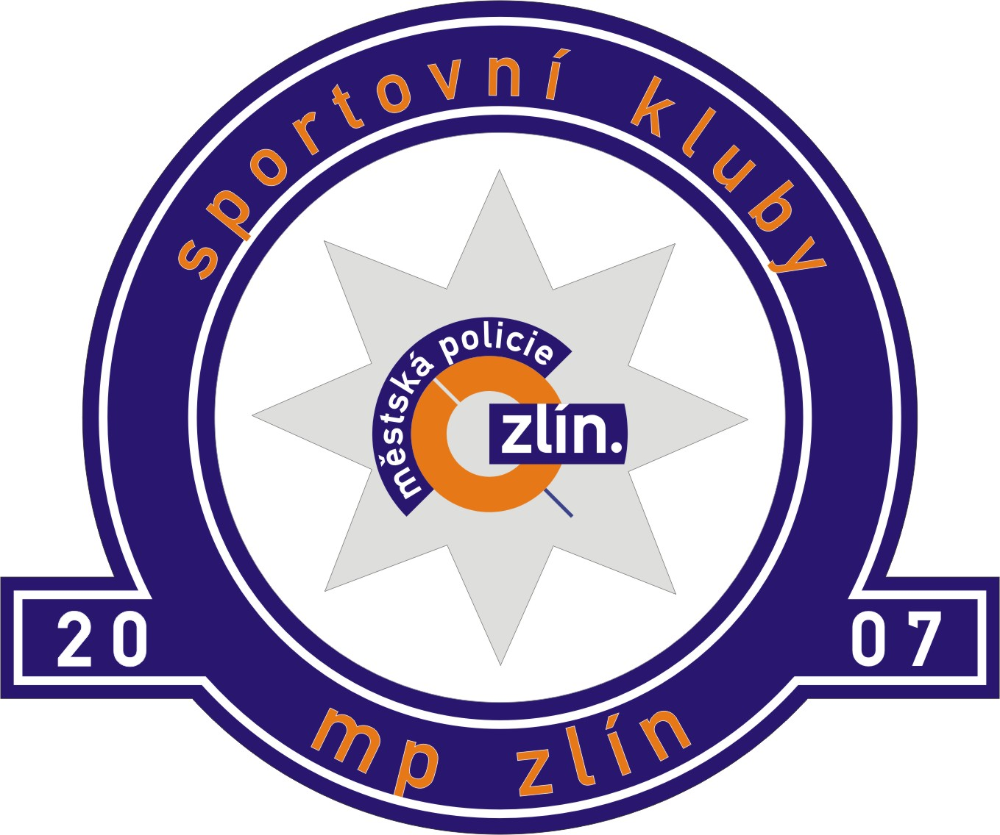 sportovní kluby
městská policie
zlín.
20 07
mp zlín